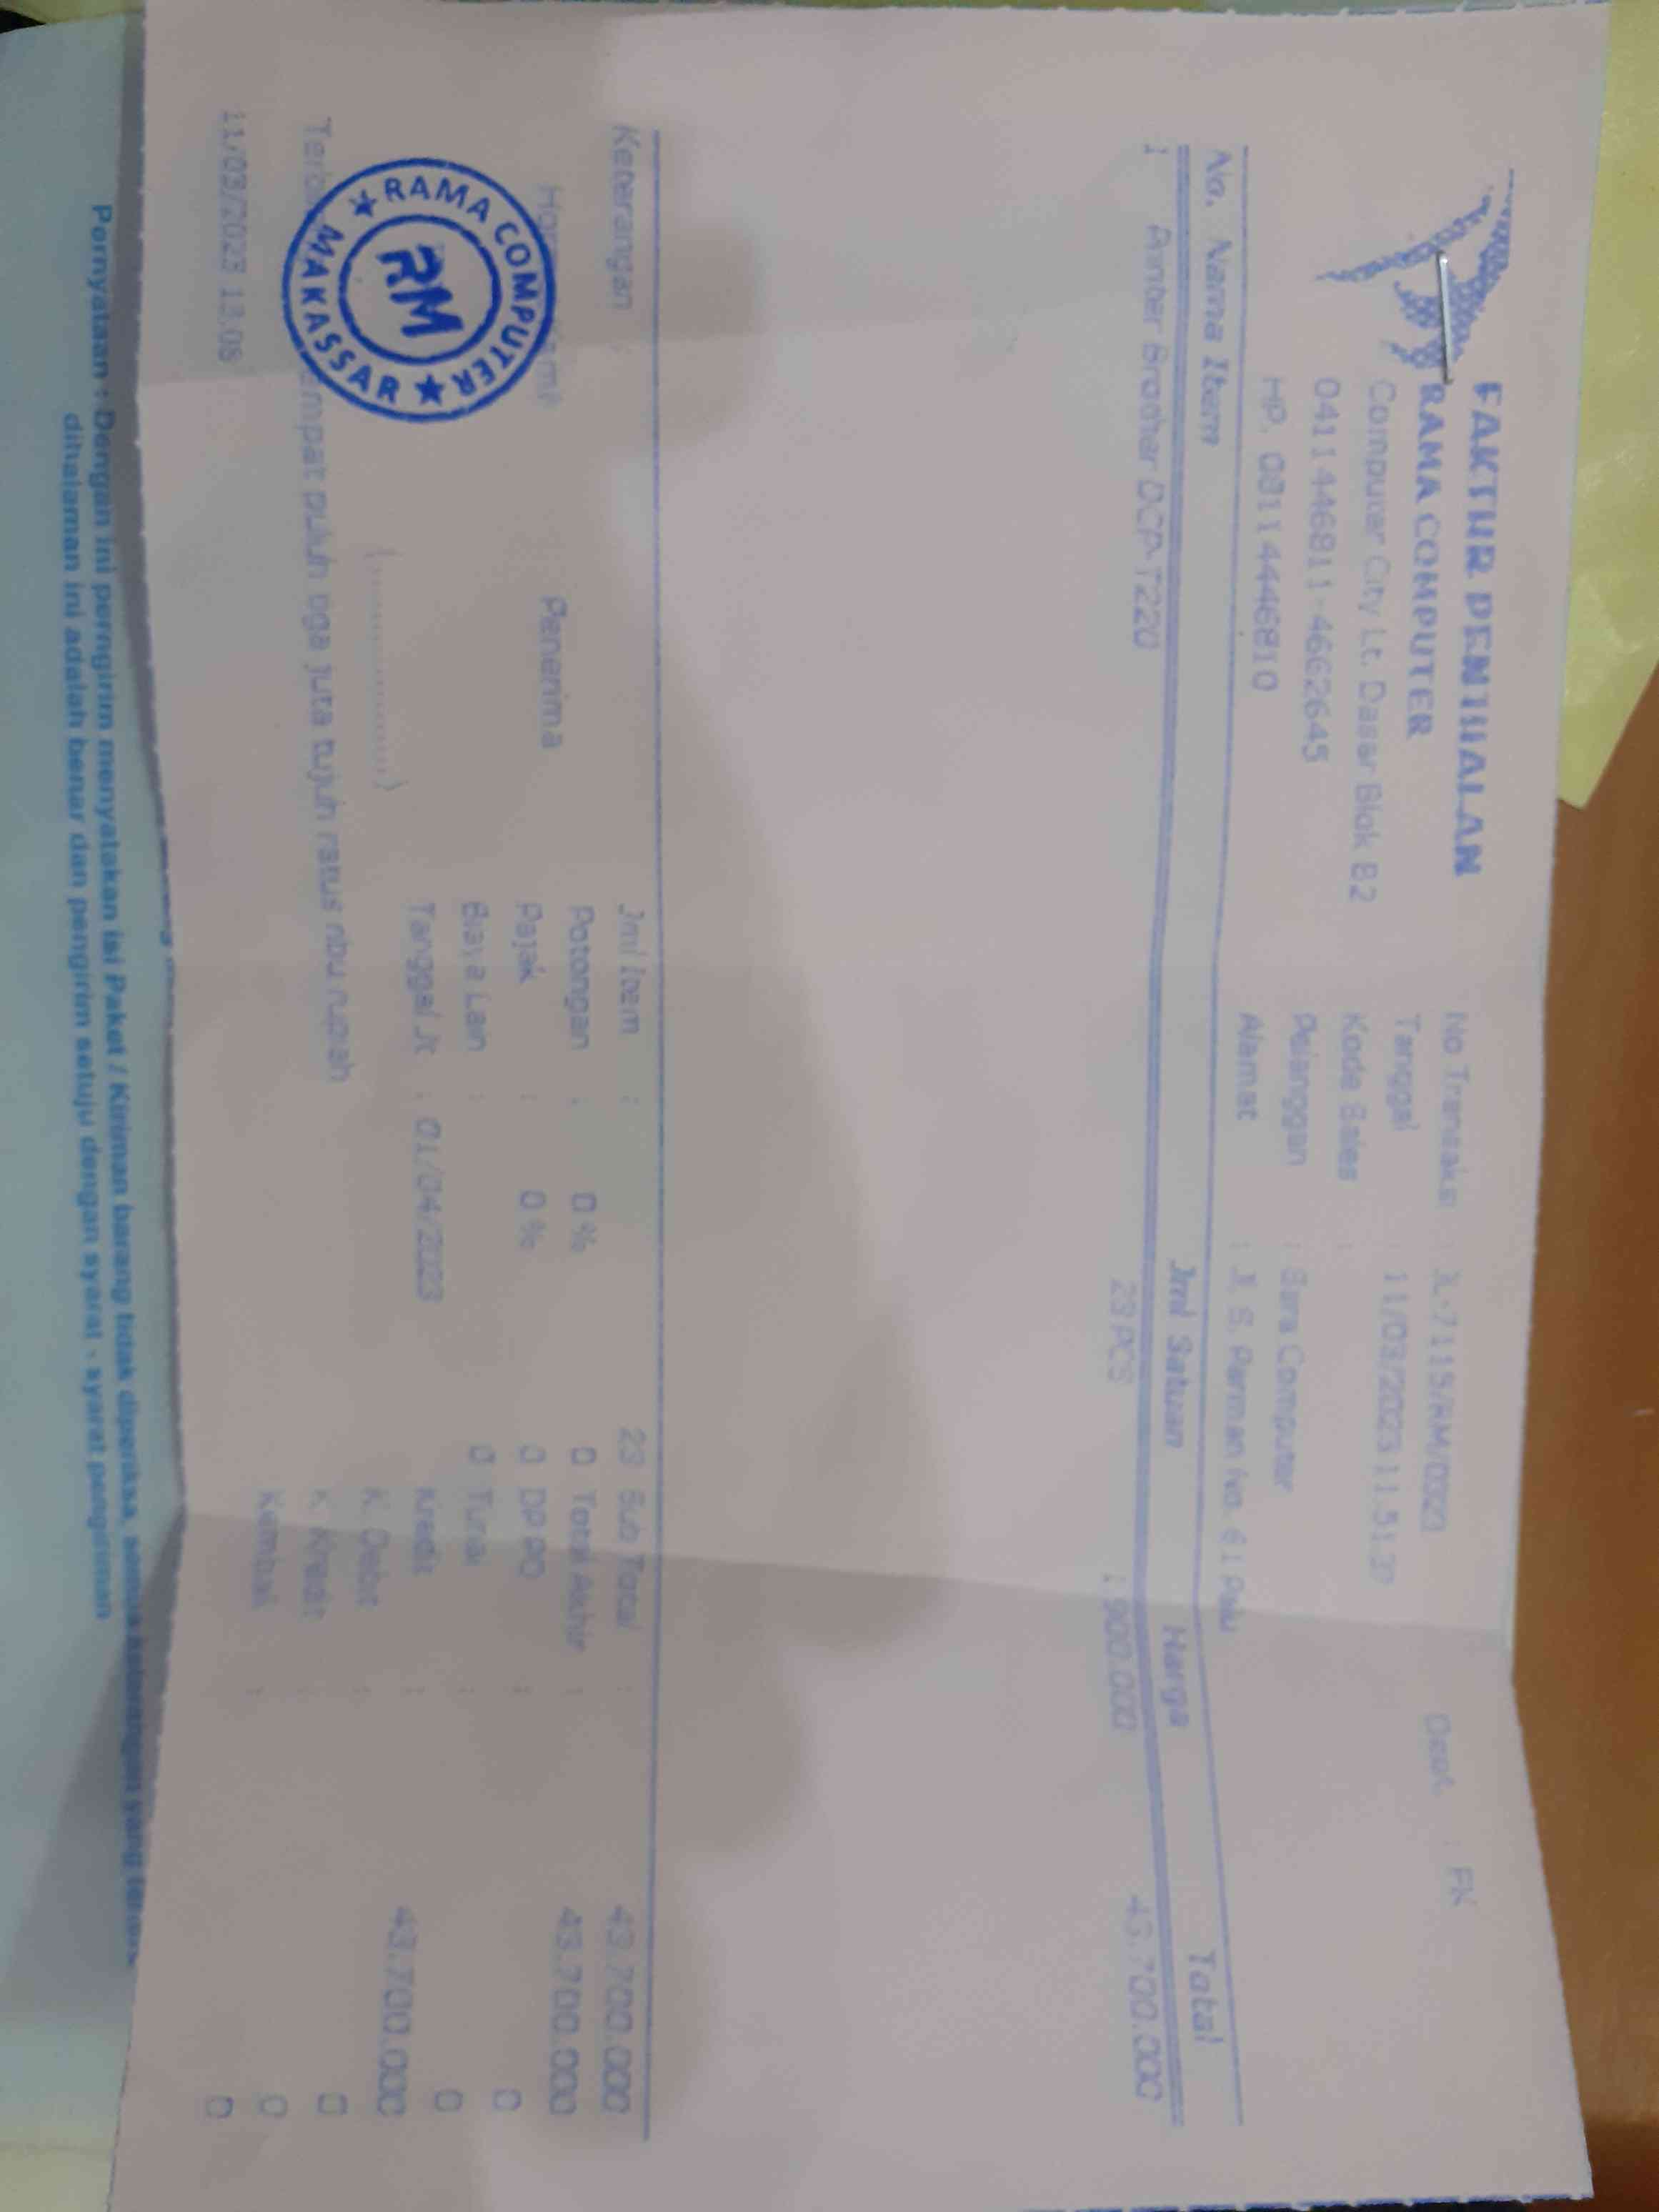 FAKTUR PENJUALAN
RAMA COMPUTER
Computer City Lt. Dasar Blok B2
0411 446811-4662645
HP. 0811 4446810
No Transaksi : JL-7115/RM/0323
Tanggal : 11/03/2023 11.51.37
Kode Sales :
Pelanggan : Sara Computer
Alamat : Jl. S. Parman No. 61 Palu
Dept. : FK
No. Nama Item Jml Satuan Harga Total
1 Printer Brother DCP-T220 23 PCS 1.900.000 43.700.000
Keterangan :
Penerima
(..................)
Jml Item : 23
Potongan : 0 % 0
Pajak : 0 % 0
Biaya Lain : 0
Tanggal Jt : 01/04/2023
Sub Total : 43.700.000
Total Akhir : 43.700.000
DP PO : 0
Tunai : 0
Kredit : 43.700.000
K. Debit : 0
K. Kredit : 0
Kembali : 0
empat puluh tiga juta tujuh ratus ribu rupiah
11/03/2023 13.08
RAMA COMPUTER
RM
MAKASSAR
Pernyataan : Dengan ini pengirim menyatakan isi Paket / Kiriman barang tidak diperiksa, semua keterangan yang
dihalaman ini adalah benar dan pengirim setuju dengan syarat - syarat pengiriman